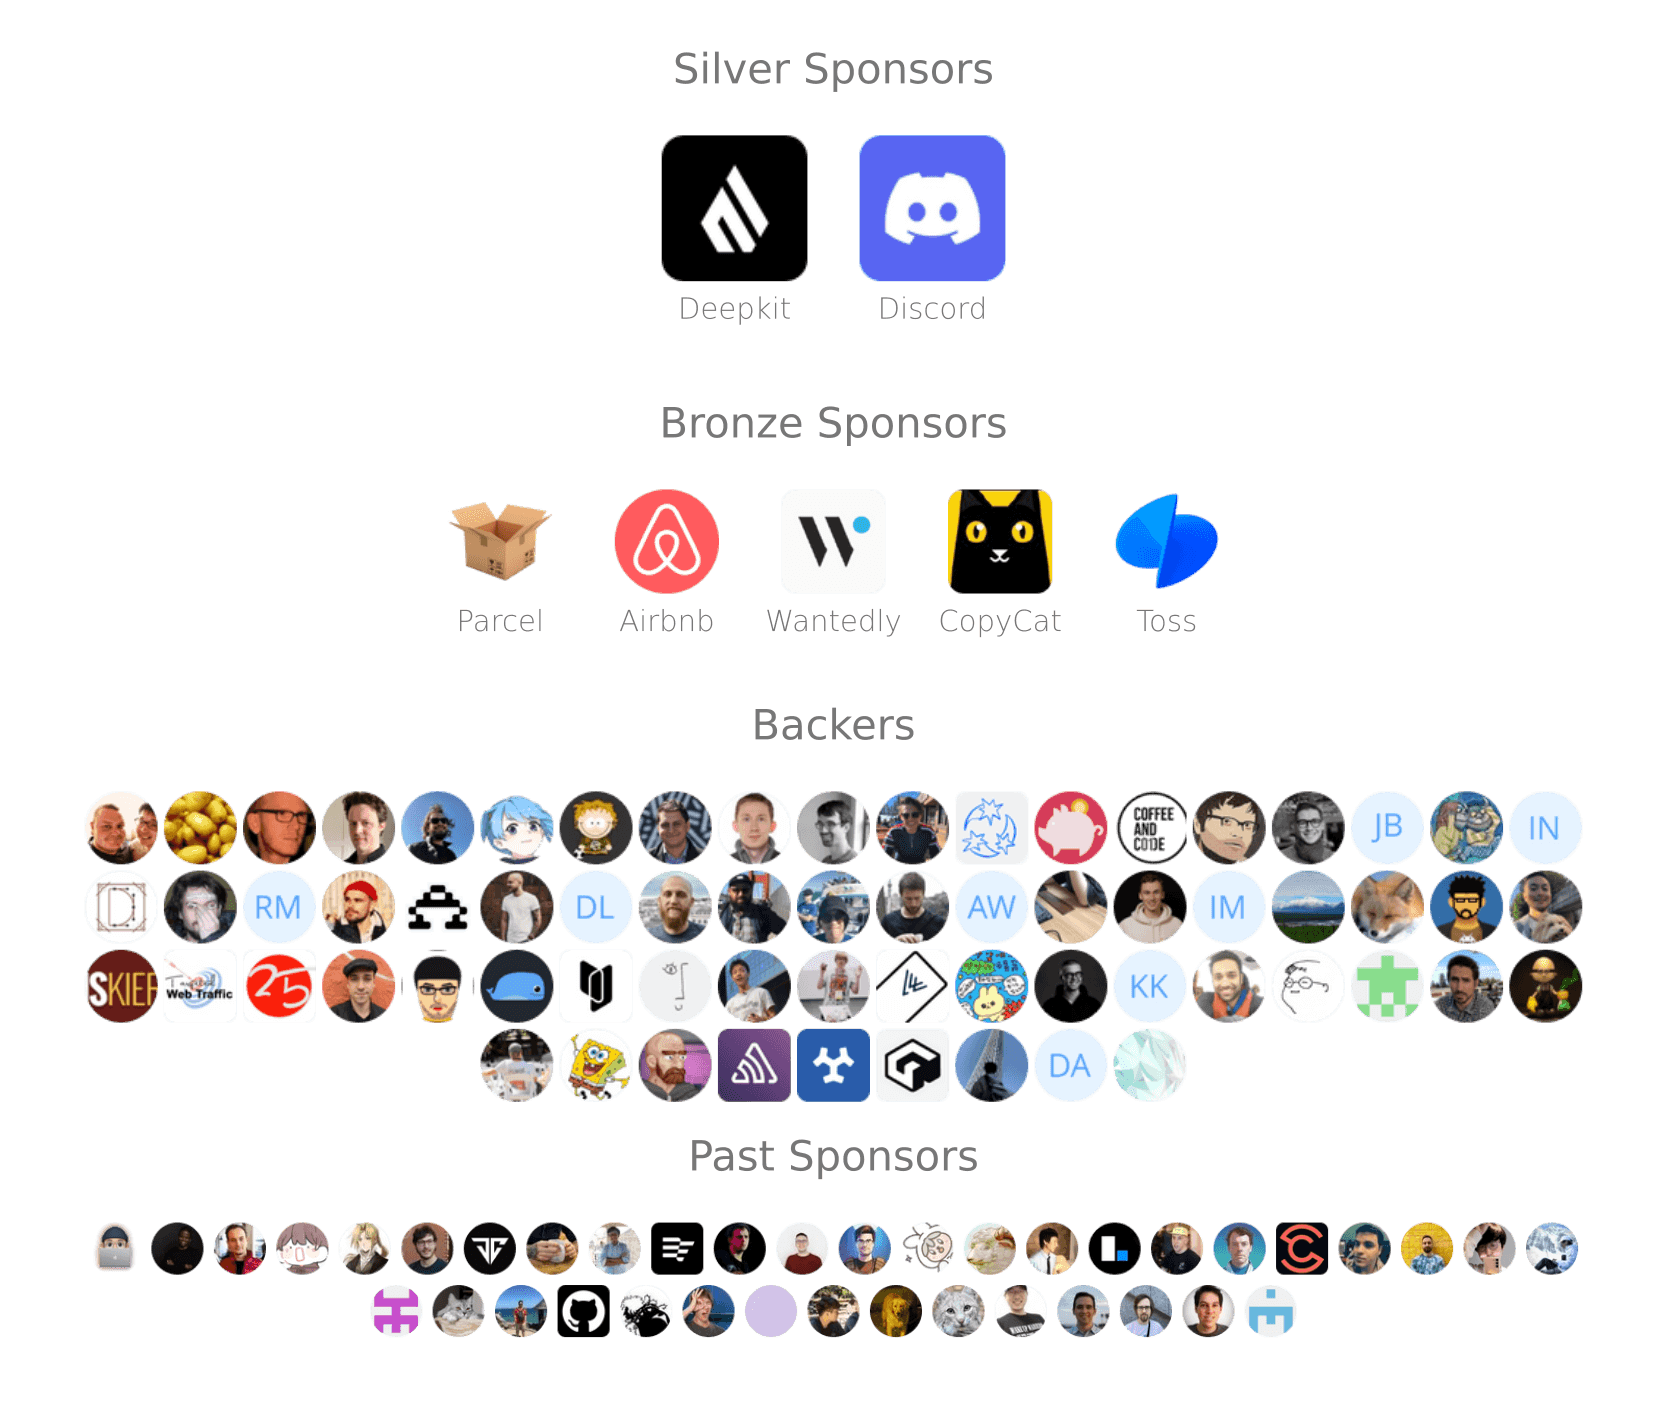 Silver Sponsors
Deepkit Discord
Bronze Sponsors
Parcel Airbnb Wantedly CopyCat Toss
Backers
COFFEE
AND
CODE
JB IN
RM DL AW IM
SKIEF
Web Traffic
25
KK
DA
Past Sponsors